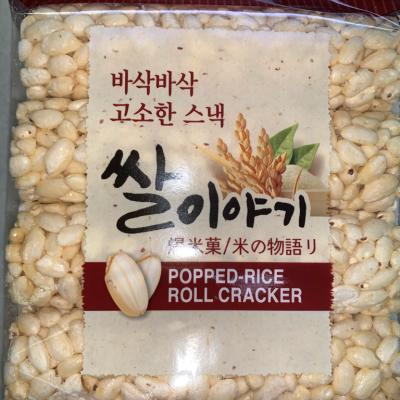 바삭바삭
고소한 스낵
쌀이야기
爆米菓/米の物語り
POPPED-RICE
ROLL CRACKER